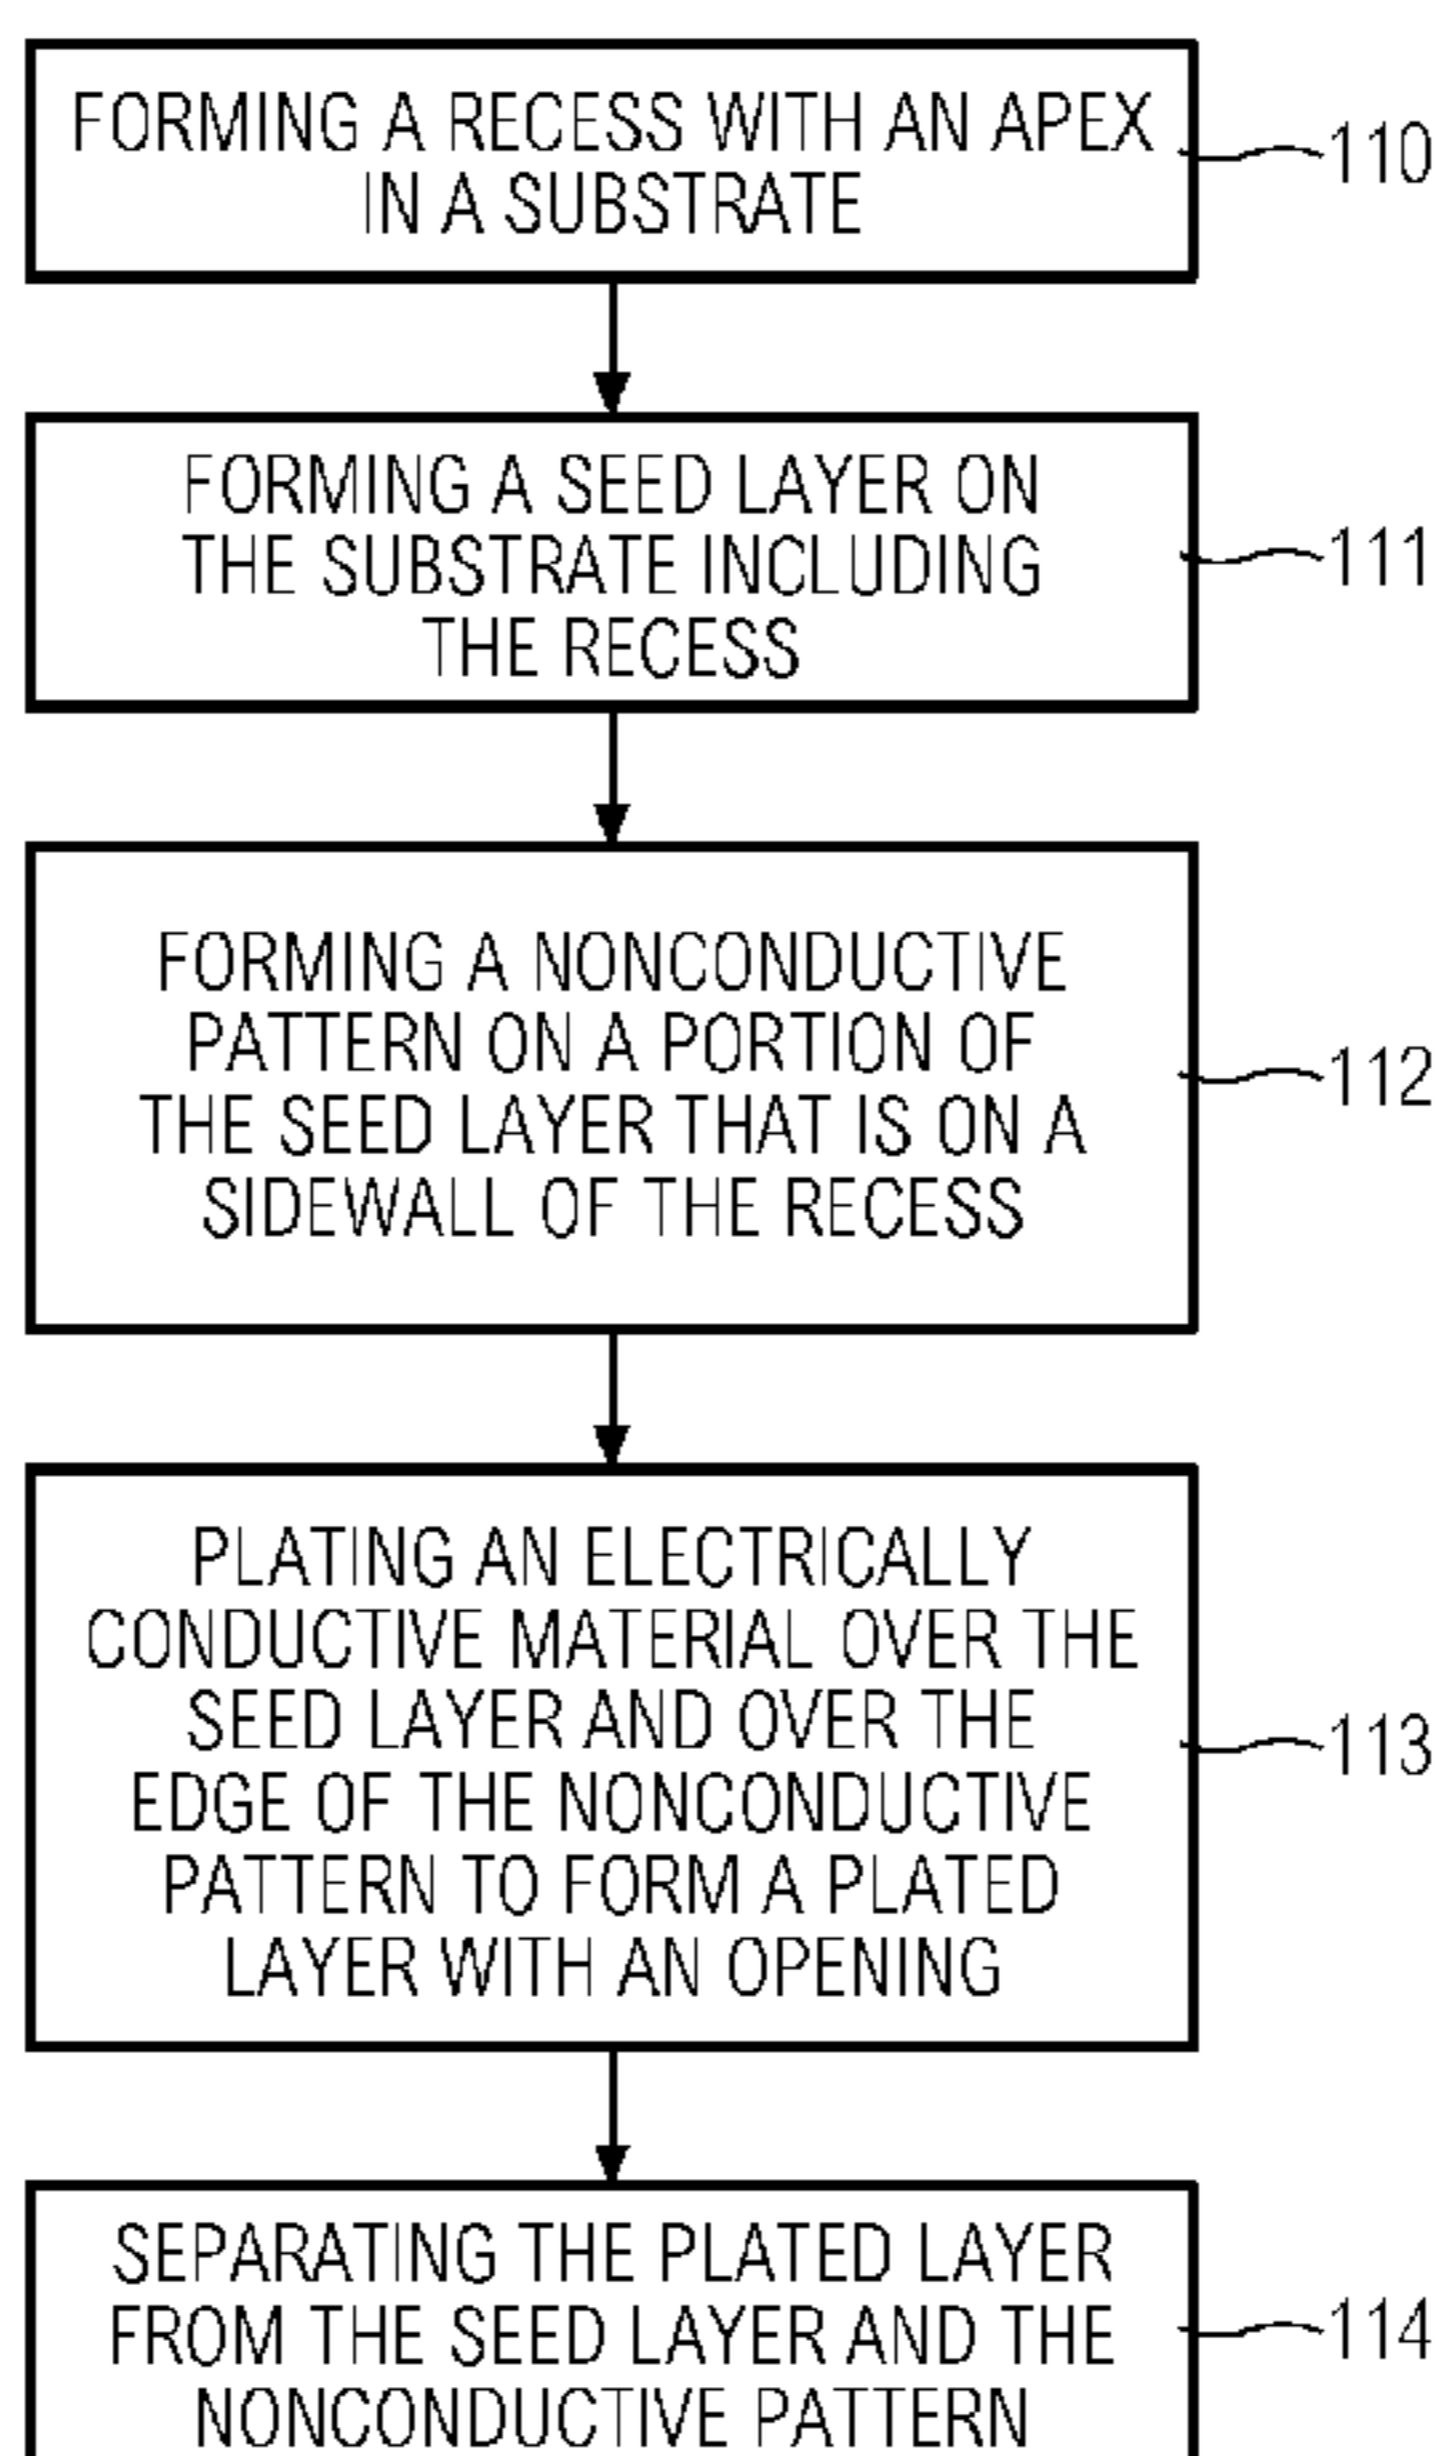 FORMING A RECESS WITH AN APEX
IN A SUBSTRATE
110
FORMING A SEED LAYER ON
THE SUBSTRATE INCLUDING
THE RECESS
111
FORMING A NONCONDUCTIVE
PATTERN ON A PORTION OF
THE SEED LAYER THAT IS ON A
SIDEWALL OF THE RECESS
112
PLATING AN ELECTRICALLY
CONDUCTIVE MATERIAL OVER THE
SEED LAYER AND OVER THE
EDGE OF THE NONCONDUCTIVE
PATTERN TO FORM A PLATED
LAYER WITH AN OPENING
113
SEPARATING THE PLATED LAYER
FROM THE SEED LAYER AND THE
NONCONDUCTIVE PATTERN
114